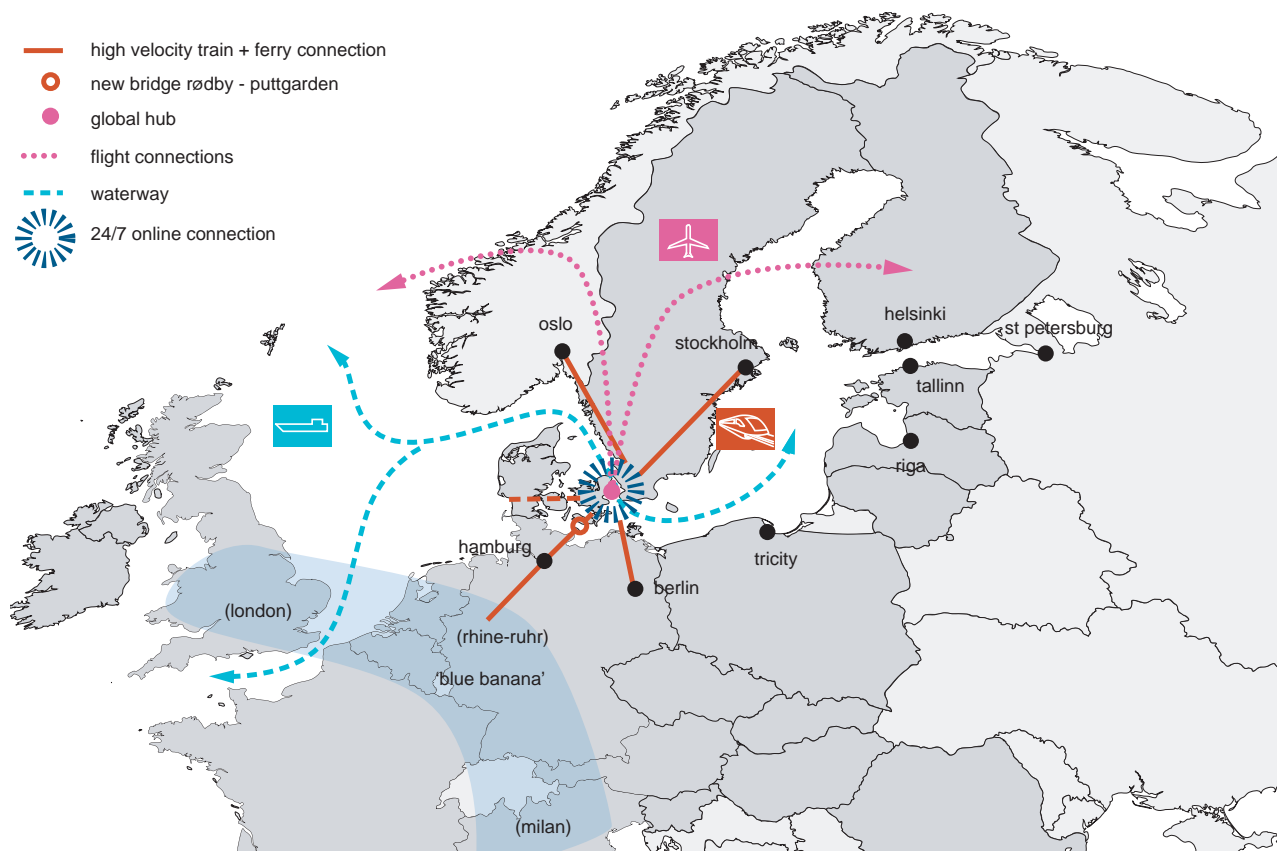 high velocity train + ferry connection
new bridge rødby - puttgarden
global hub
flight connections
waterway
24/7 online connection
oslo
stockholm
helsinki
st petersburg
tallinn
riga
tricity
hamburg
berlin
(london)
(rhine-ruhr)
'blue banana'
(milan)